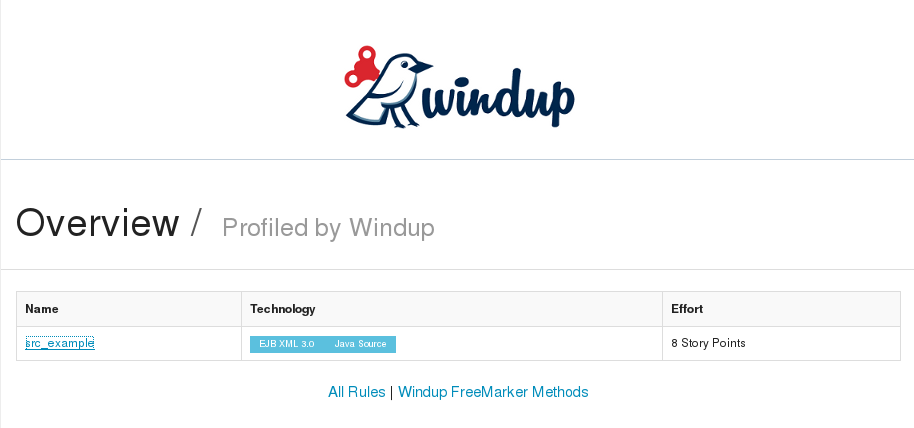 windup
Overview / Profiled by Windup
Name Technology Effort
src_example EJB XML 3.0 Java Source 8 Story Points
All Rules | Windup FreeMarker Methods